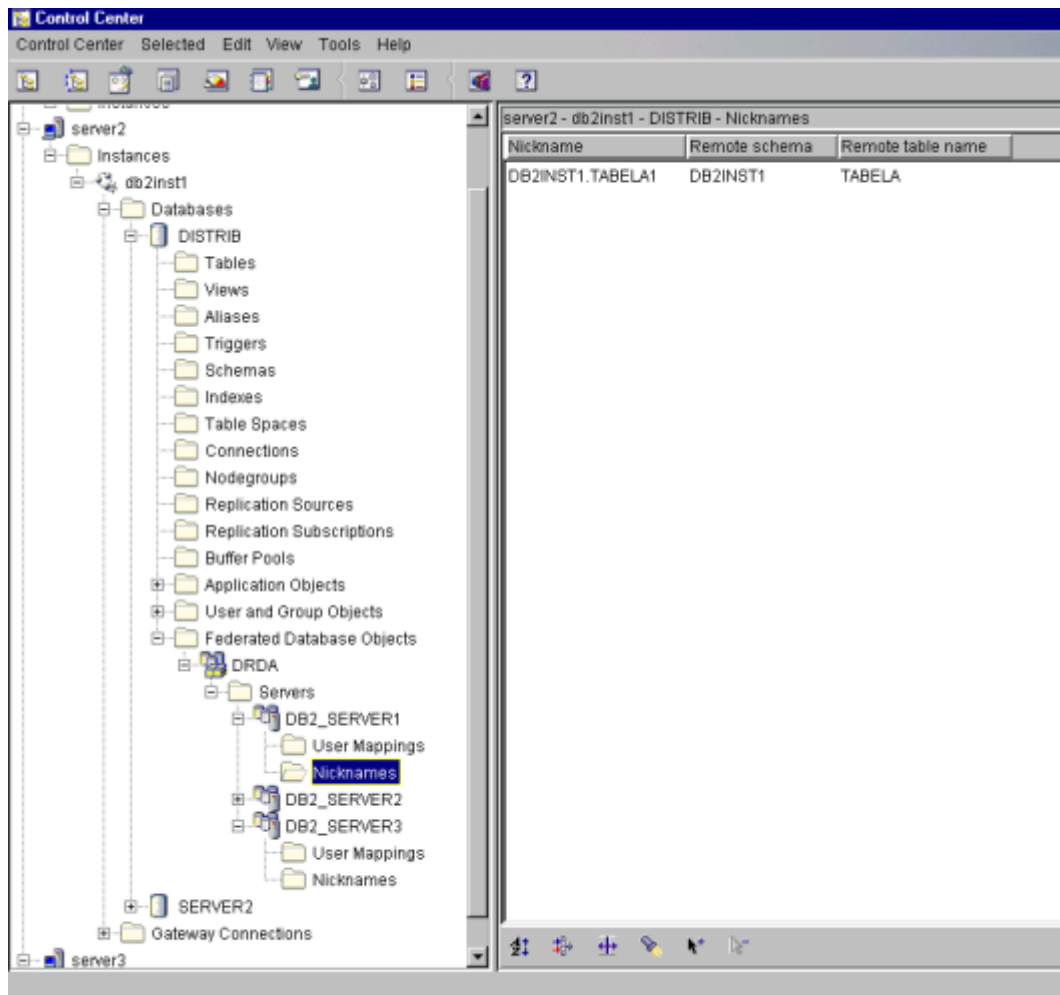 Control Center
Control Center Selected Edit View Tools Help
server2 - db2inst1 - DISTRIB - Nicknames
Nickname Remote schema Remote table name
DB2INST1.TABELA1 DB2INST1 TABELA
Instances
server2
Instances
db2inst1
Databases
DISTRIB
Tables
Views
Aliases
Triggers
Schemas
Indexes
Table Spaces
Connections
Nodegroups
Replication Sources
Replication Subscriptions
Buffer Pools
Application Objects
User and Group Objects
Federated Database Objects
DRDA
Servers
DB2_SERVER1
User Mappings
Nicknames
DB2_SERVER2
DB2_SERVER3
User Mappings
Nicknames
SERVER2
Gateway Connections
server3